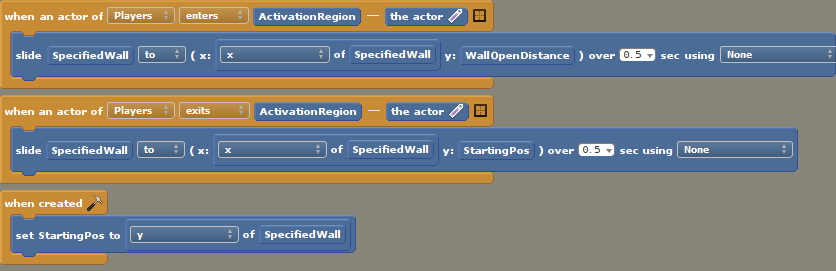 when an actor of Players enters ActivationRegion — the actor
slide SpecifiedWall to ( x: x of SpecifiedWall y: WallOpenDistance ) over 0.5 sec using None
when an actor of Players exits ActivationRegion — the actor
slide SpecifiedWall to ( x: x of SpecifiedWall y: StartingPos ) over 0.5 sec using None
when created
set StartingPos to y of SpecifiedWall